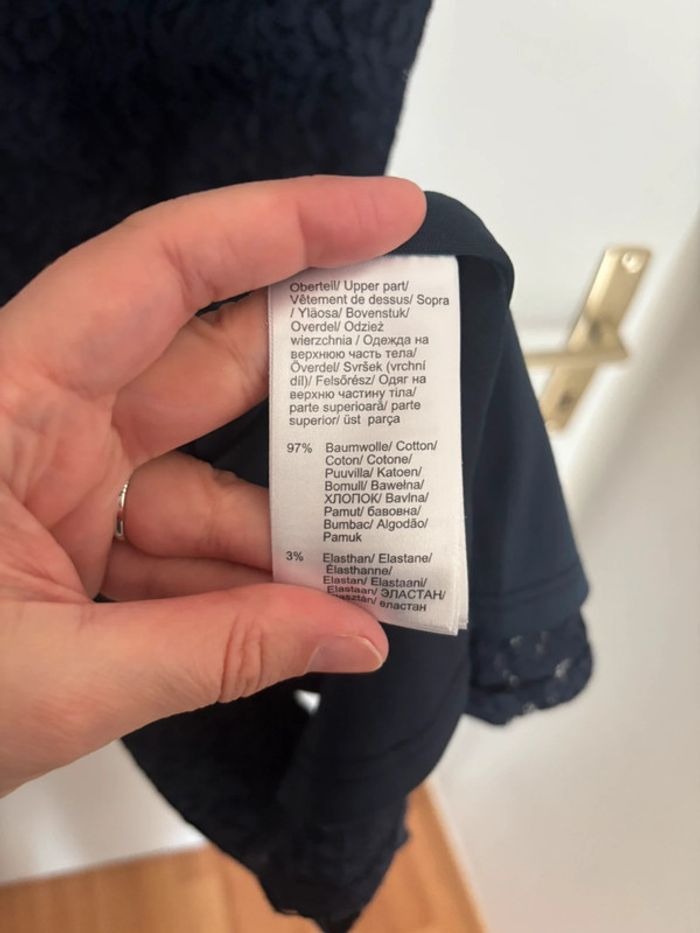 Oberteil/ Upper part/
Vêtement de dessus/ Sopra
/ Yläosa/ Bovenstuk/
Overdel/ Odzież
wierzchnia / Одежда на
верхнюю часть тела/
Överdel/ Svršek (vrchní
díl)/ Felsőrész/ Одяг на
верхню частину тіла/
parte superioară/ parte
superior/ üst parça
97% Baumwolle/ Cotton/
Coton/ Cotone/
Puuvilla/ Katoen/
Bomull/ Bawełna/
ХЛОПОК/ Bavlna/
Pamut/ бавовна/
Bumbac/ Algodão/
Pamuk
3% Elasthan/ Elastane/
Élasthanne/
Elastan/ Elastaani/
Elastaan/ ЭЛАСТАН/
еластан